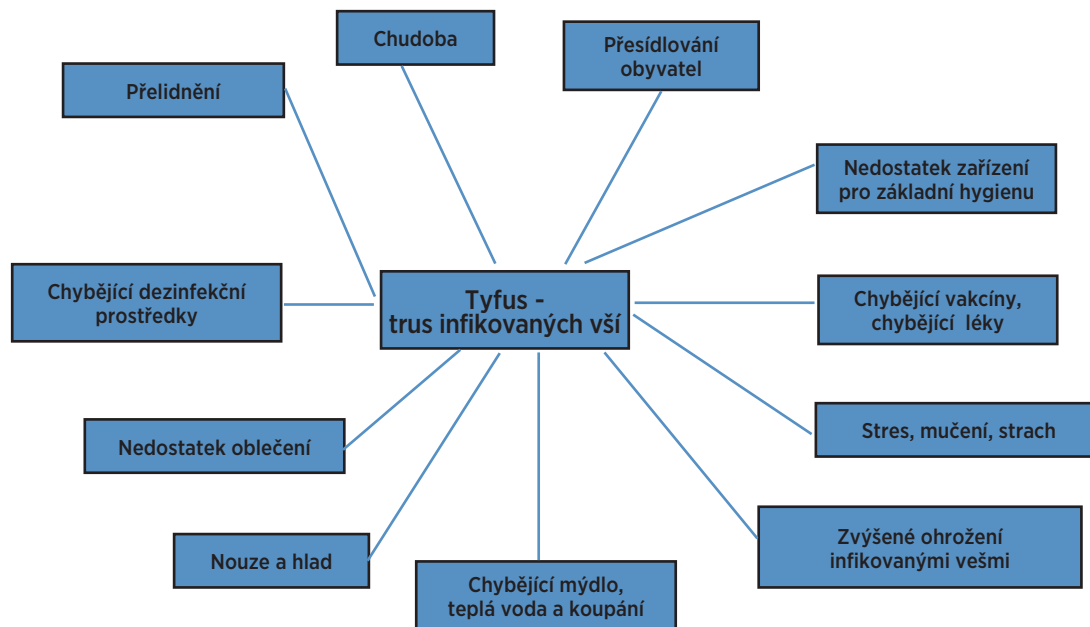 Chudoba
Přesídlování
obyvatel
Přelidnění
Nedostatek zařízení
pro základní hygienu
Chybějící dezinfekční
prostředky
Tyfus -
trus infikovaných vší
Chybějící vakcíny,
chybějící léky
Nedostatek oblečení
Stres, mučení, strach
Nouze a hlad
Chybějící mýdlo,
teplá voda a koupání
Zvýšené ohrožení
infikovanými vešmi